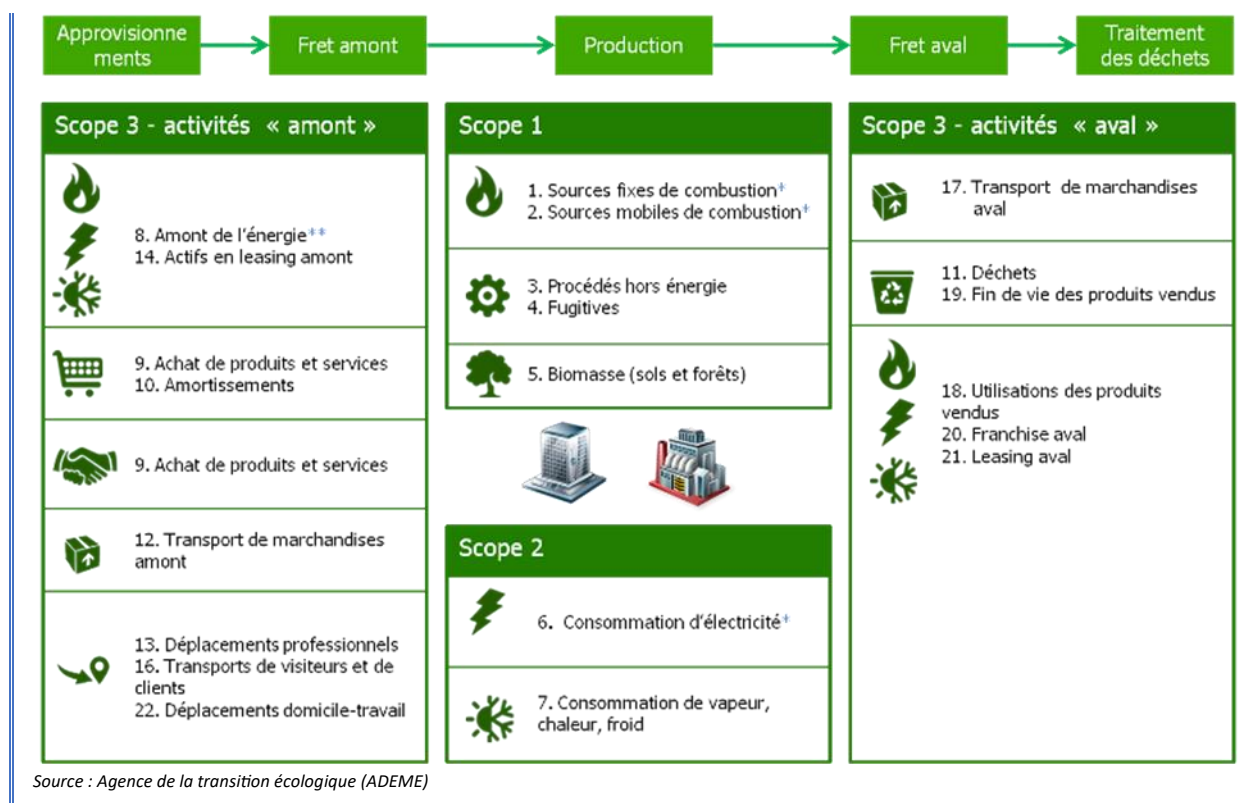 Approvisionne
ments
Fret amont
Production
Fret aval
Traitement
des déchets
Scope 3 - activités « amont »
8. Amont de l'énergie**
14. Actifs en leasing amont
9. Achat de produits et services
10. Amortissements
9. Achat de produits et services
12. Transport de marchandises
amont
13. Déplacements professionnels
16. Transports de visiteurs et de
clients
22. Déplacements domicile-travail
Scope 1
1. Sources fixes de combustion*
2. Sources mobiles de combustion*
3. Procédés hors énergie
4. Fugitives
5. Biomasse (sols et forêts)
Scope 2
6. Consommation d'électricité*
7. Consommation de vapeur,
chaleur, froid
Scope 3 - activités « aval »
17. Transport de marchandises
aval
11. Déchets
19. Fin de vie des produits vendus
18. Utilisations des produits
vendus
20. Franchise aval
21. Leasing aval
Source : Agence de la transition écologique (ADEME)